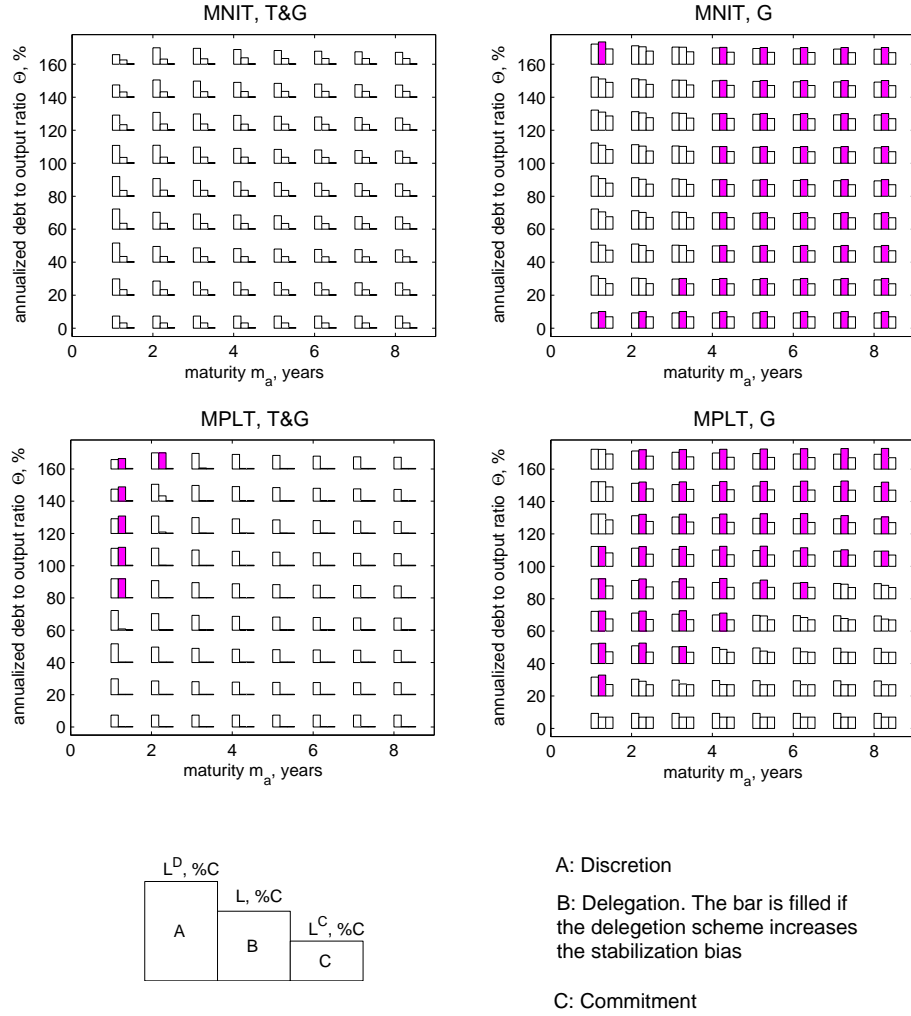 MNIT, T&G
annualized debt to output ratio Θ, %
160
140
120
100
80
60
40
20
0
0 2 4 6 8
maturity m_a, years
MNIT, G
annualized debt to output ratio Θ, %
160
140
120
100
80
60
40
20
0
0 2 4 6 8
maturity m_a, years
MPLT, T&G
annualized debt to output ratio Θ, %
160
140
120
100
80
60
40
20
0
0 2 4 6 8
maturity m_a, years
MPLT, G
annualized debt to output ratio Θ, %
160
140
120
100
80
60
40
20
0
0 2 4 6 8
maturity m_a, years
L^D, %C
L, %C
L^C, %C
A
B
C
A: Discretion
B: Delegation. The bar is filled if
the delegetion scheme increases
the stabilization bias
C: Commitment